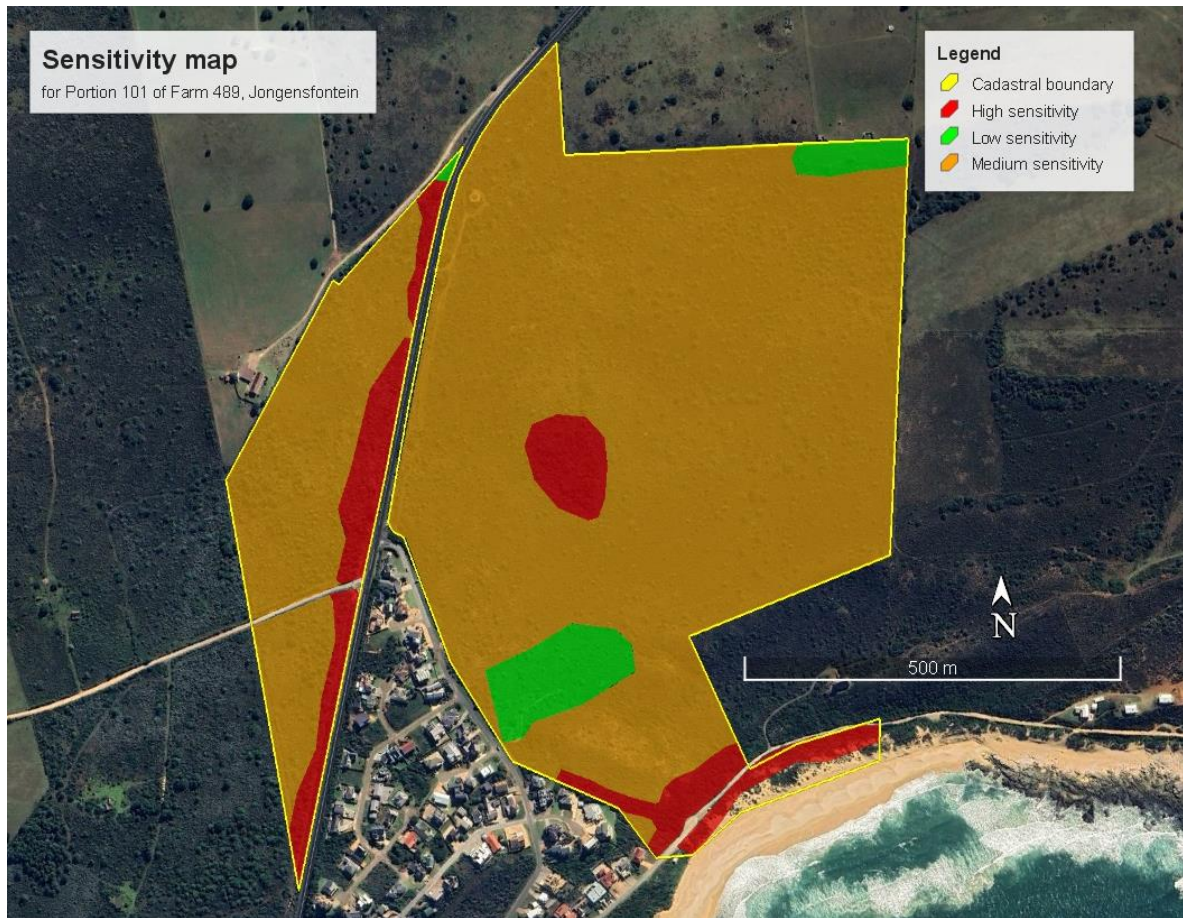 Sensitivity map
for Portion 101 of Farm 489, Jongensfontein
Legend
Cadastral boundary
High sensitivity
Low sensitivity
Medium sensitivity
N
500 m